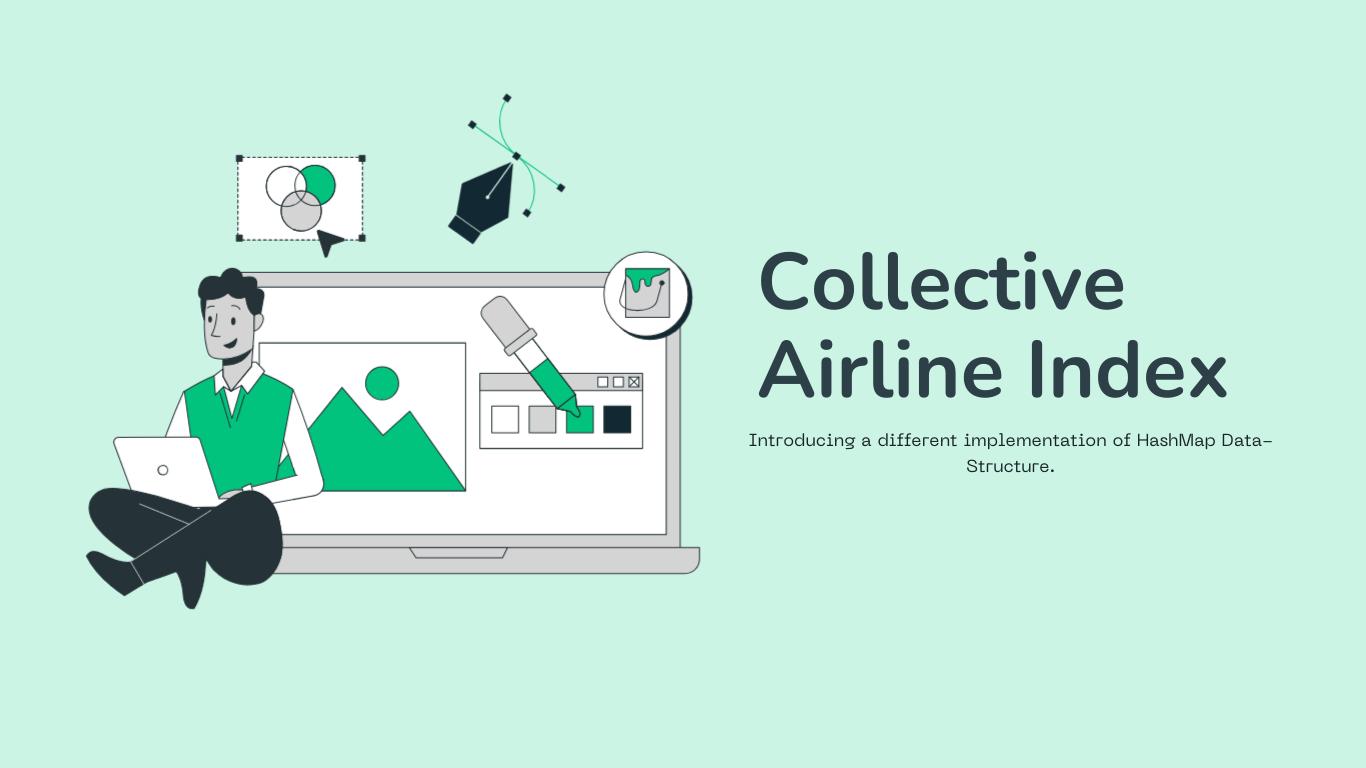 Collective
Airline Index
Introducing a different implementation of HashMap Data-
Structure.